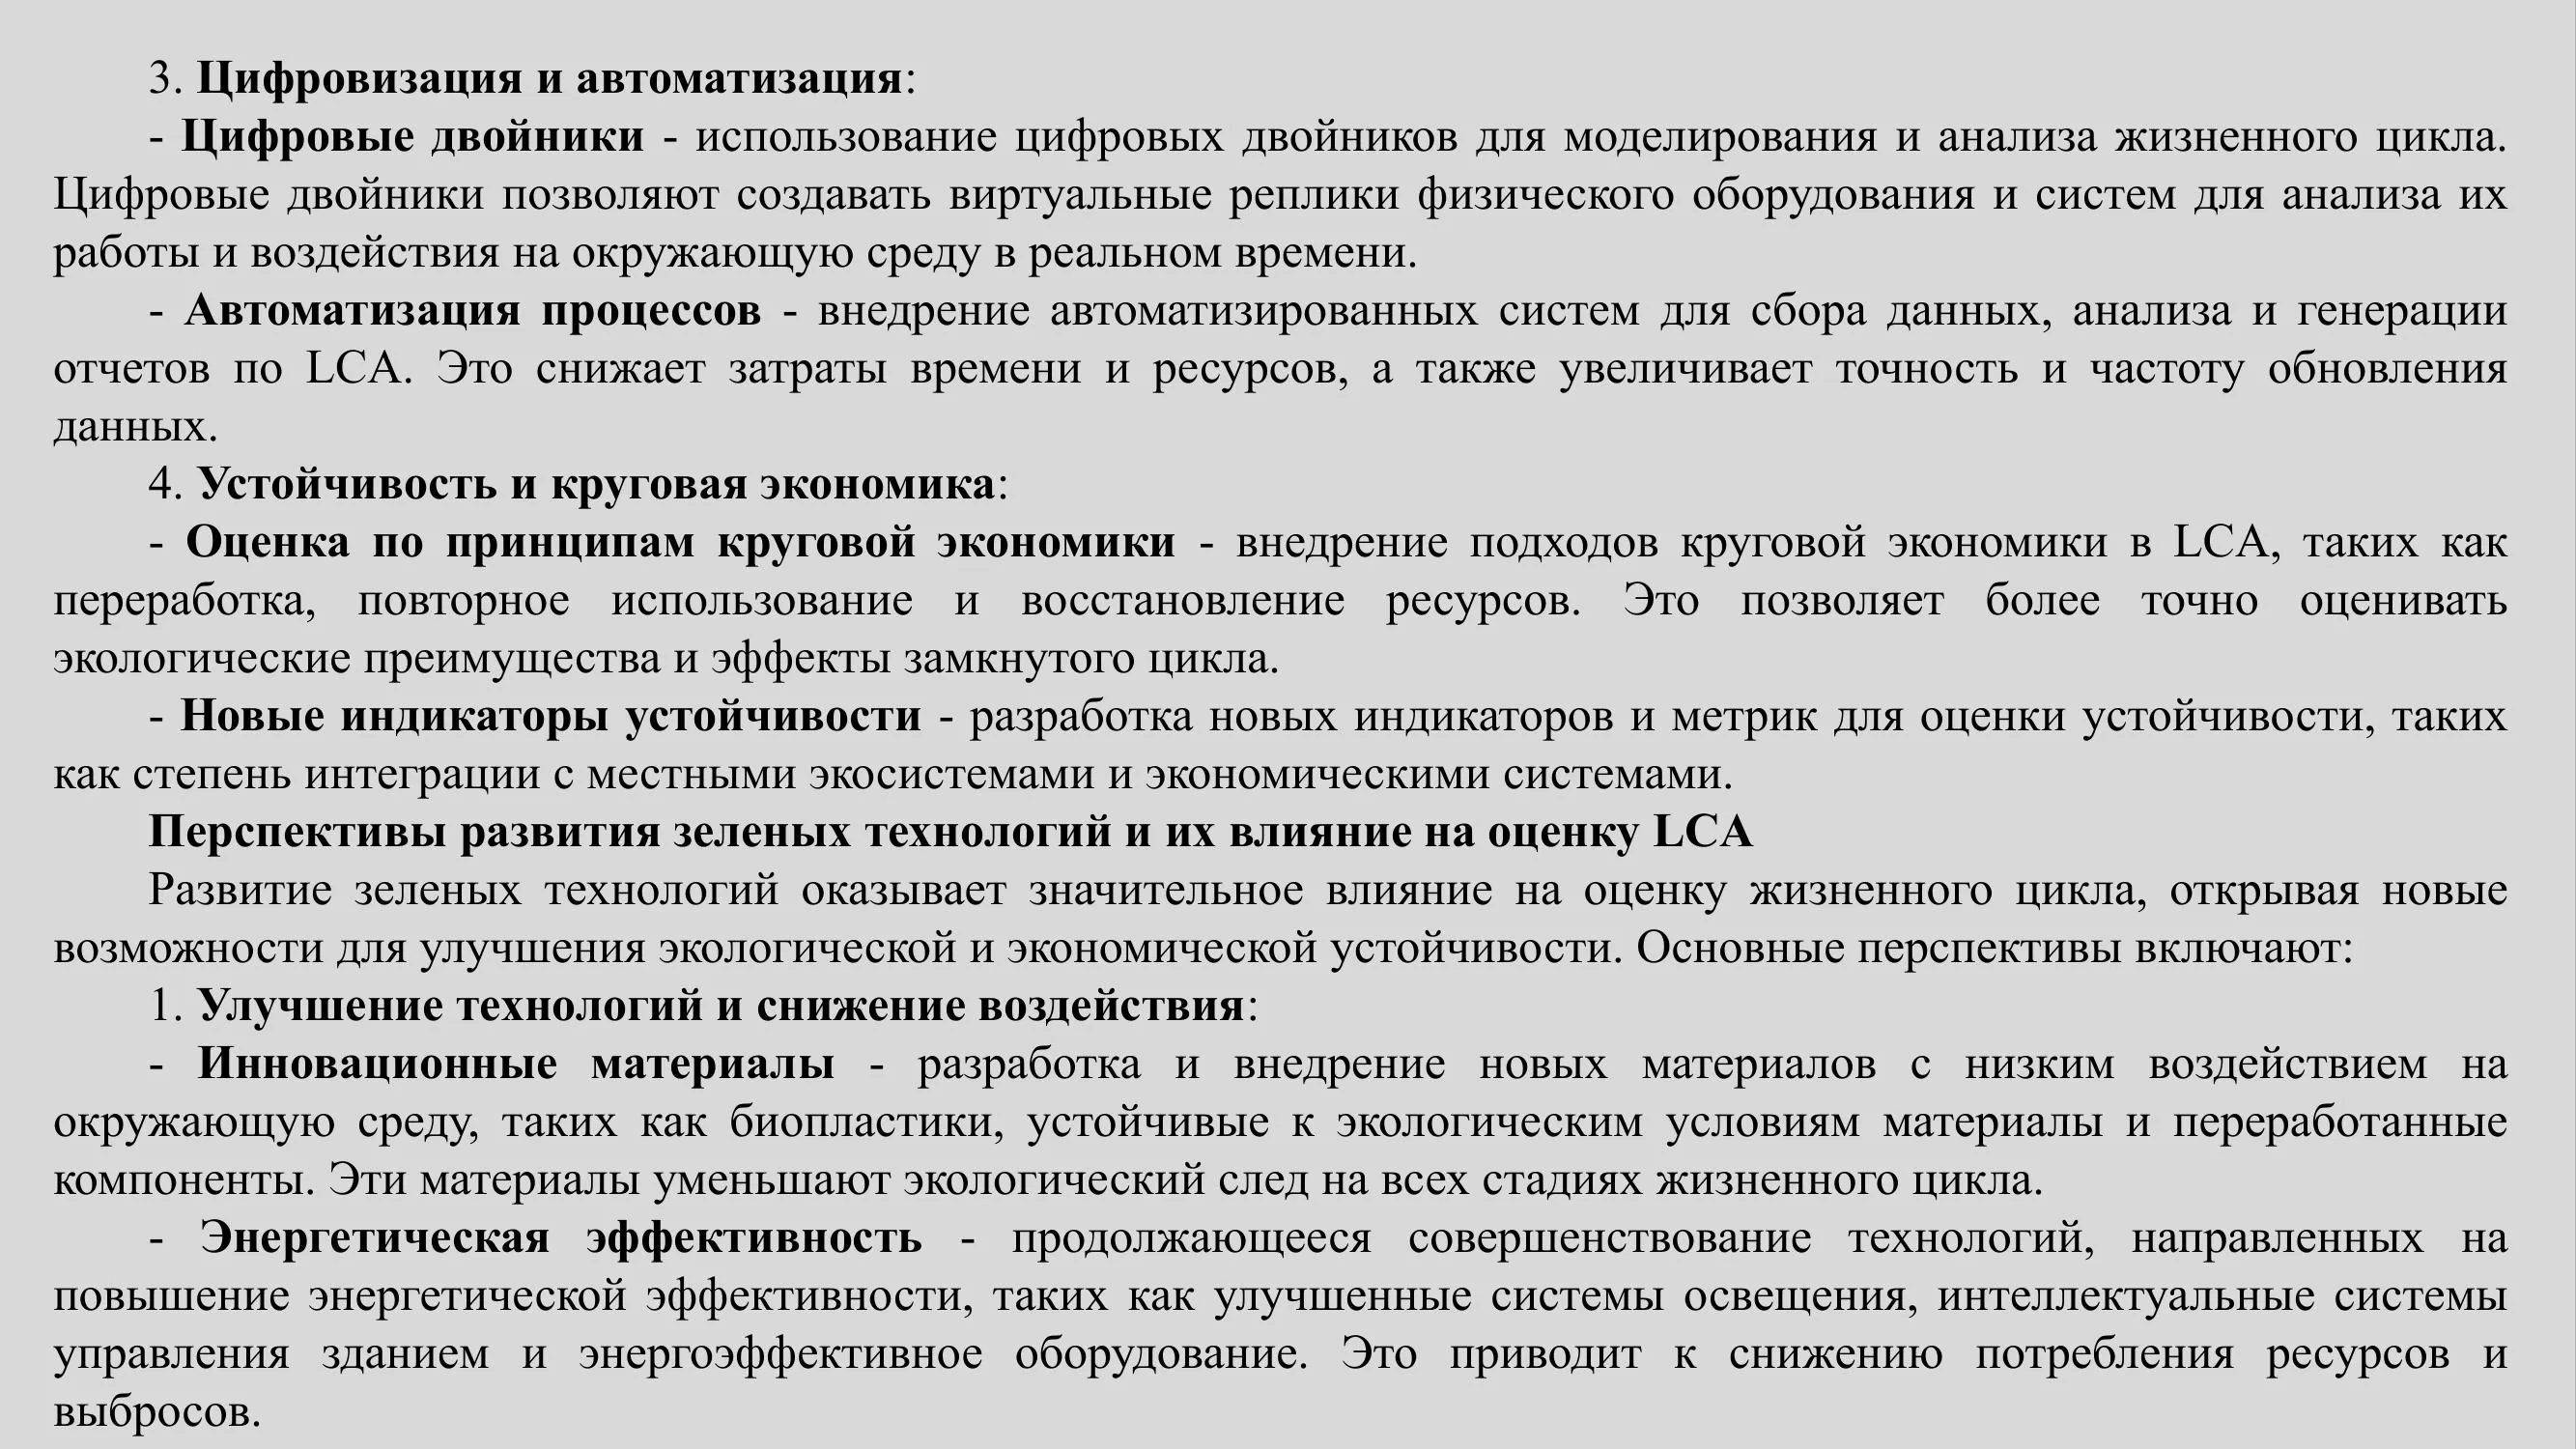 3. Цифровизация и автоматизация:
- Цифровые двойники - использование цифровых двойников для моделирования и анализа жизненного цикла.
Цифровые двойники позволяют создавать виртуальные реплики физического оборудования и систем для анализа их
работы и воздействия на окружающую среду в реальном времени.
- Автоматизация процессов - внедрение автоматизированных систем для сбора данных, анализа и генерации
отчетов по LCA. Это снижает затраты времени и ресурсов, а также увеличивает точность и частоту обновления
данных.
4. Устойчивость и круговая экономика:
- Оценка по принципам круговой экономики - внедрение подходов круговой экономики в LCA, таких как
переработка, повторное использование и восстановление ресурсов. Это позволяет более точно оценивать
экологические преимущества и эффекты замкнутого цикла.
- Новые индикаторы устойчивости - разработка новых индикаторов и метрик для оценки устойчивости, таких
как степень интеграции с местными экосистемами и экономическими системами.
Перспективы развития зеленых технологий и их влияние на оценку LCA
Развитие зеленых технологий оказывает значительное влияние на оценку жизненного цикла, открывая новые
возможности для улучшения экологической и экономической устойчивости. Основные перспективы включают:
1. Улучшение технологий и снижение воздействия:
- Инновационные материалы - разработка и внедрение новых материалов с низким воздействием на
окружающую среду, таких как биопластики, устойчивые к экологическим условиям материалы и переработанные
компоненты. Эти материалы уменьшают экологический след на всех стадиях жизненного цикла.
- Энергетическая эффективность - продолжающееся совершенствование технологий, направленных на
повышение энергетической эффективности, таких как улучшенные системы освещения, интеллектуальные системы
управления зданием и энергоэффективное оборудование. Это приводит к снижению потребления ресурсов и
выбросов.